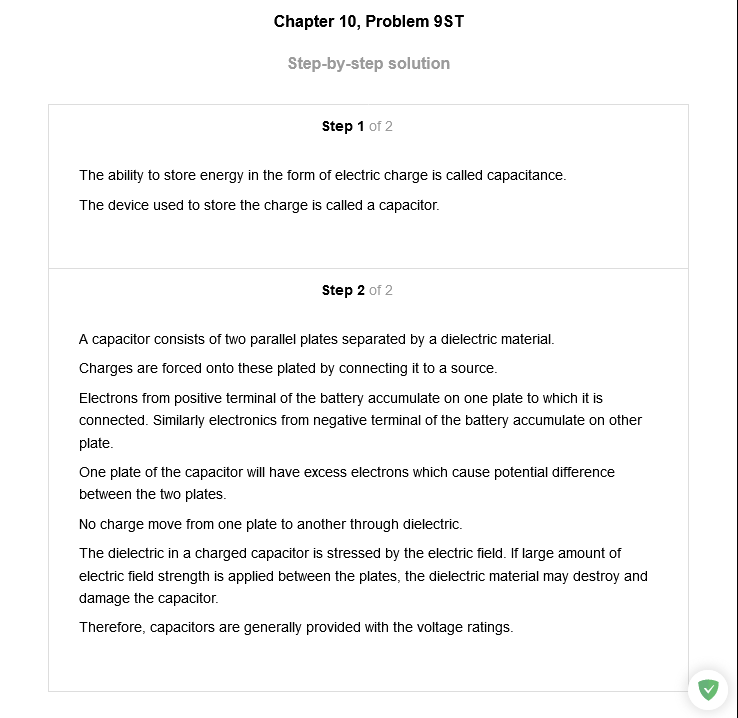 Chapter 10, Problem 9ST
Step-by-step solution
Step 1 of 2
The ability to store energy in the form of electric charge is called capacitance.
The device used to store the charge is called a capacitor.
Step 2 of 2
A capacitor consists of two parallel plates separated by a dielectric material.
Charges are forced onto these plated by connecting it to a source.
Electrons from positive terminal of the battery accumulate on one plate to which it is
connected. Similarly electronics from negative terminal of the battery accumulate on other
plate.
One plate of the capacitor will have excess electrons which cause potential difference
between the two plates.
No charge move from one plate to another through dielectric.
The dielectric in a charged capacitor is stressed by the electric field. If large amount of
electric field strength is applied between the plates, the dielectric material may destroy and
damage the capacitor.
Therefore, capacitors are generally provided with the voltage ratings.